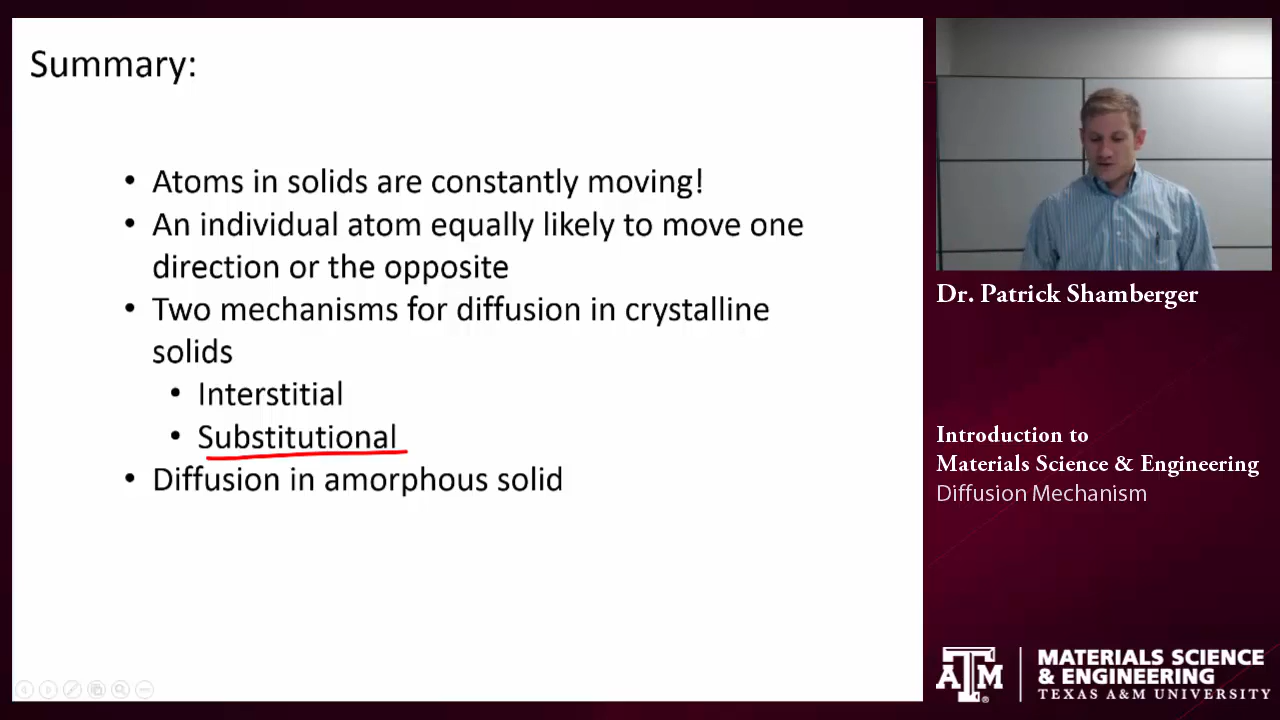 Summary:
• Atoms in solids are constantly moving!
• An individual atom equally likely to move one
direction or the opposite
• Two mechanisms for diffusion in crystalline
solids
• Interstitial
• Substitutional
• Diffusion in amorphous solid
Dr. Patrick Shamberger
Introduction to
Materials Science & Engineering
Diffusion Mechanism
ATM®
MATERIALS SCIENCE
& ENGINEERING
TEXAS A&M UNIVERSITY